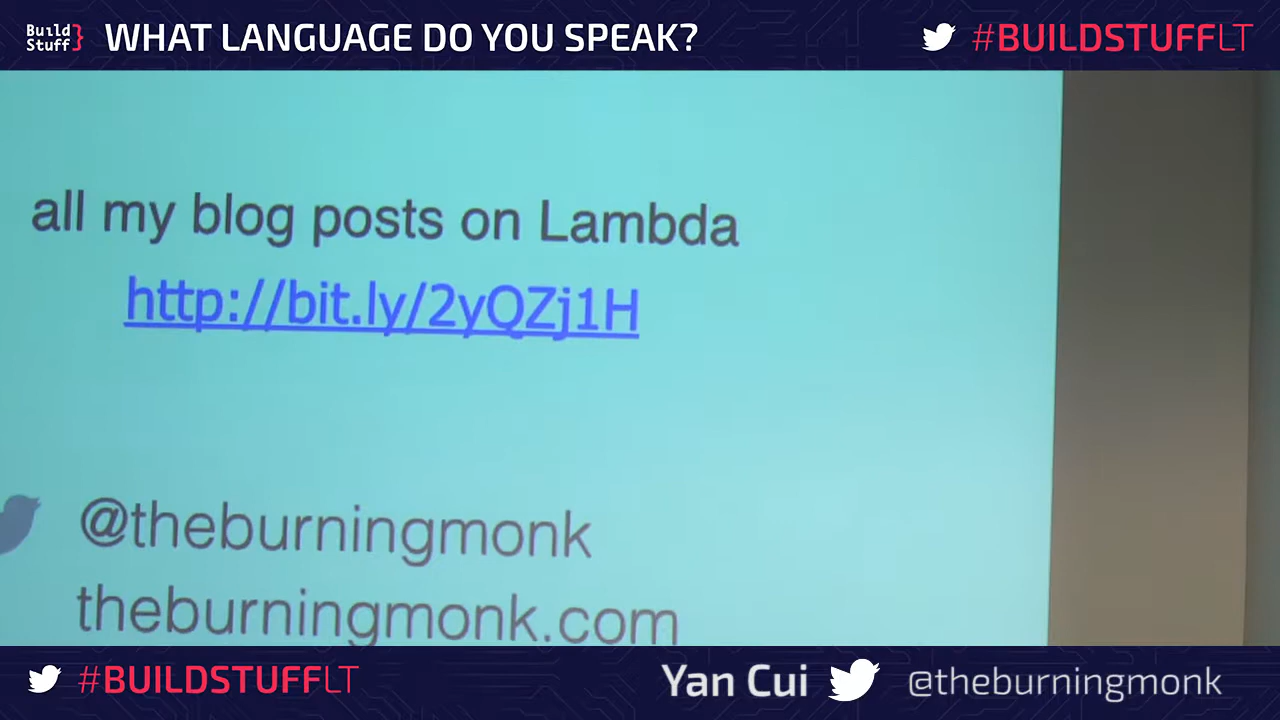 Build
Stuff}
WHAT LANGUAGE DO YOU SPEAK?
#BUILDSTUFFLT
all my blog posts on Lambda
http://bit.ly/2yQZj1H
@theburningmonk
theburningmonk.com
#BUILDSTUFFLT
Yan Cui
@theburningmonk